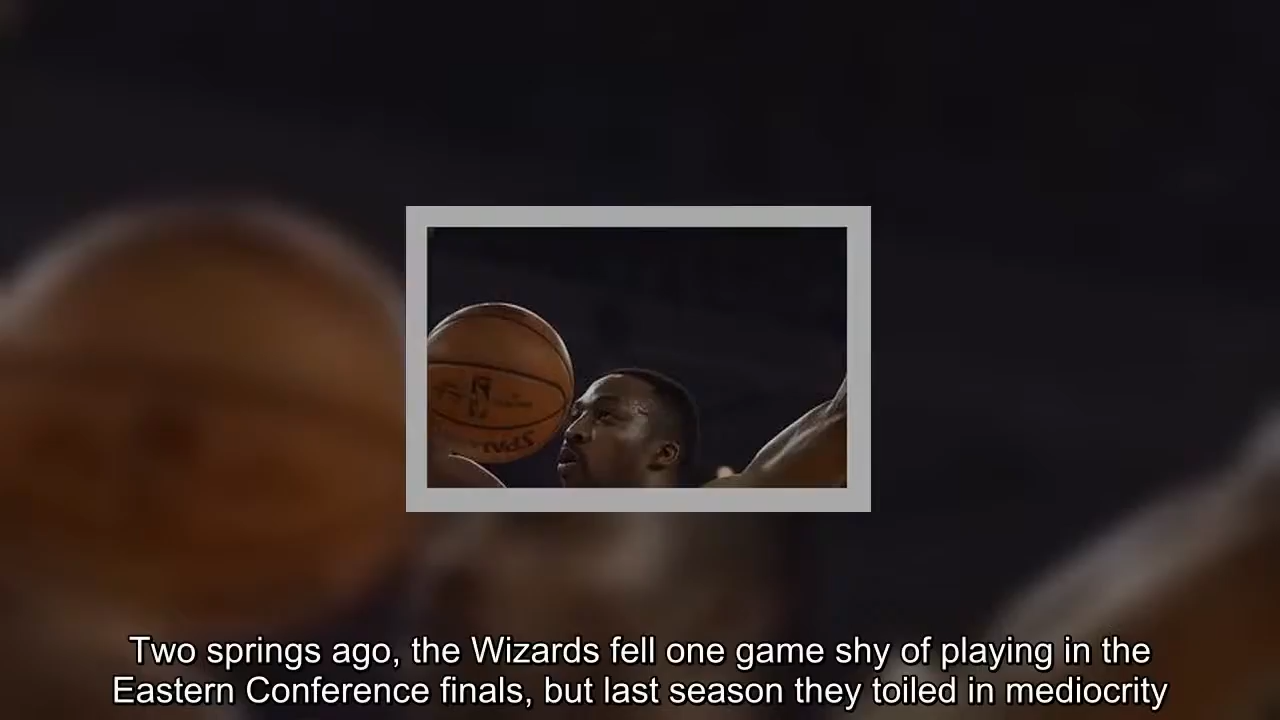 Two springs ago, the Wizards fell one game shy of playing in the
Eastern Conference finals, but last season they toiled in mediocrity